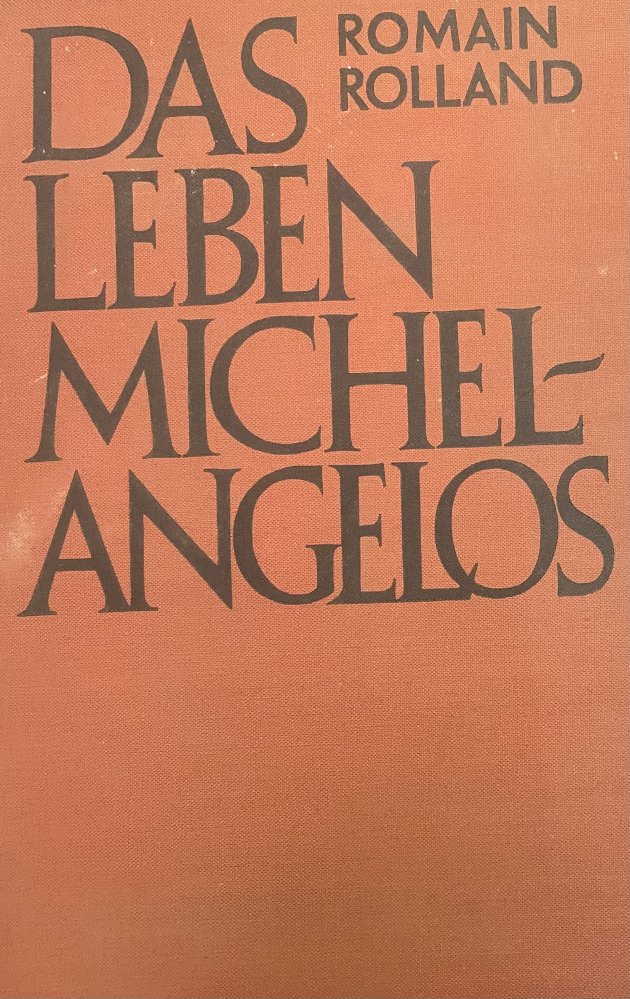 DAS
ROMAIN
ROLLAND
LEBEN
MICHEL-
ANGELOS